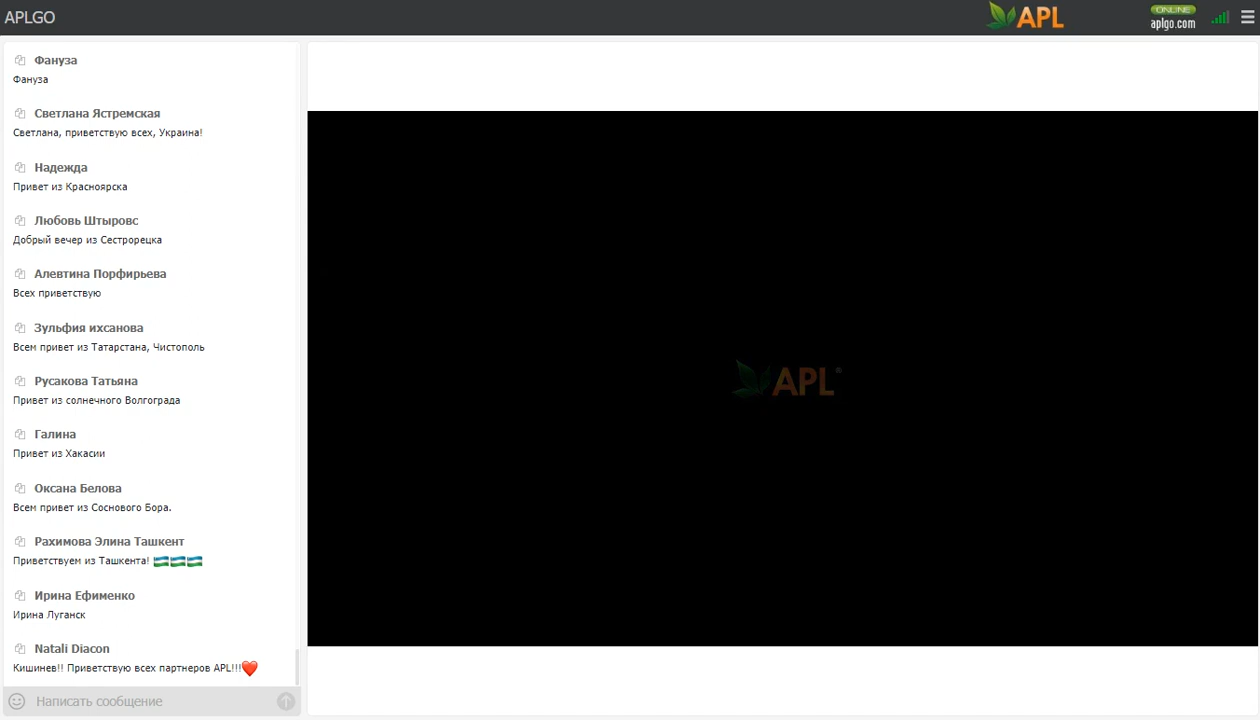 APLGO
APL
ONLINE
aplgo.com
Фануза
Фануза
Светлана Ястремская
Светлана, приветствую всех, Украина!
Надежда
Привет из Красноярска
Любовь Штыровс
Добрый вечер из Сестрорецка
Алевтина Порфирьева
Всех приветствую
Зульфия ихсанова
Всем привет из Татарстана, Чистополь
Русакова Татьяна
Привет из солнечного Волгограда
Галина
Привет из Хакасии
Оксана Белова
Всем привет из Соснового Бора.
Рахимова Элина Ташкент
Приветствуем из Ташкента! 🇺🇿🇺🇿🇺🇿
Ирина Ефименко
Ирина Луганск
Natali Diacon
Кишинев!! Приветствую всех партнеров APL!!!❤️
Написать сообщение
APL®